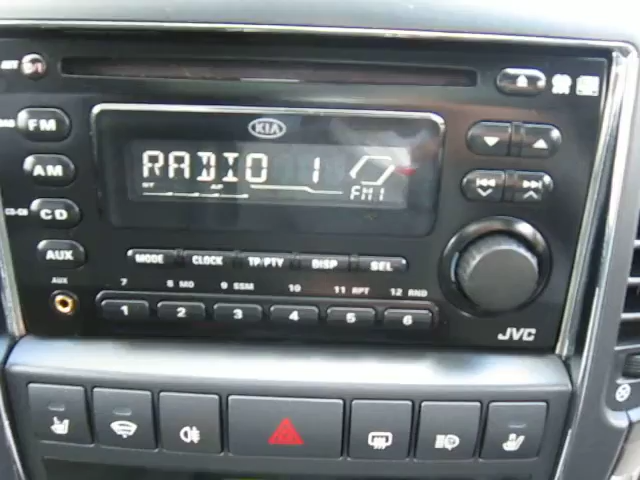 KIA
FM
RADIO 1
AF
FM1
AM
CD
AUX
MODE CLOCK TP/PTY DISP SEL
AUX
7 8 MO 9 SSM 10 11 RPT 12 RND
1 2 3 4 5 6
JVC